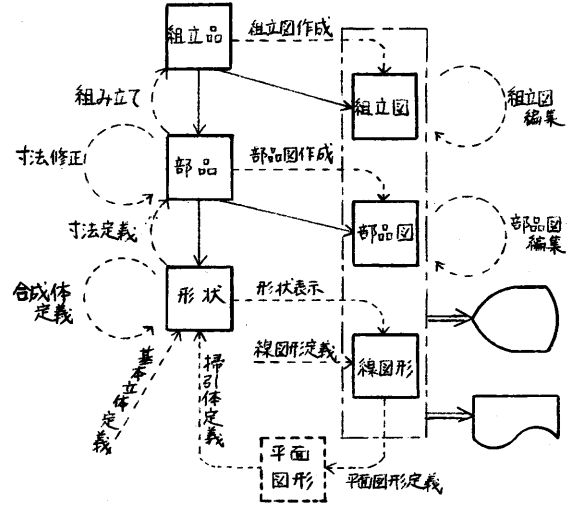 組立品
組立図作成
組み立て
組立図
組立図
編集
寸法修正
部品
部品図作成
寸法定義
部品図
部品図
編集
合成体
定義
形状
形状表示
線図形定義
線図形
基本立体定義
掃引体定義
平面
図形
平面図形定義